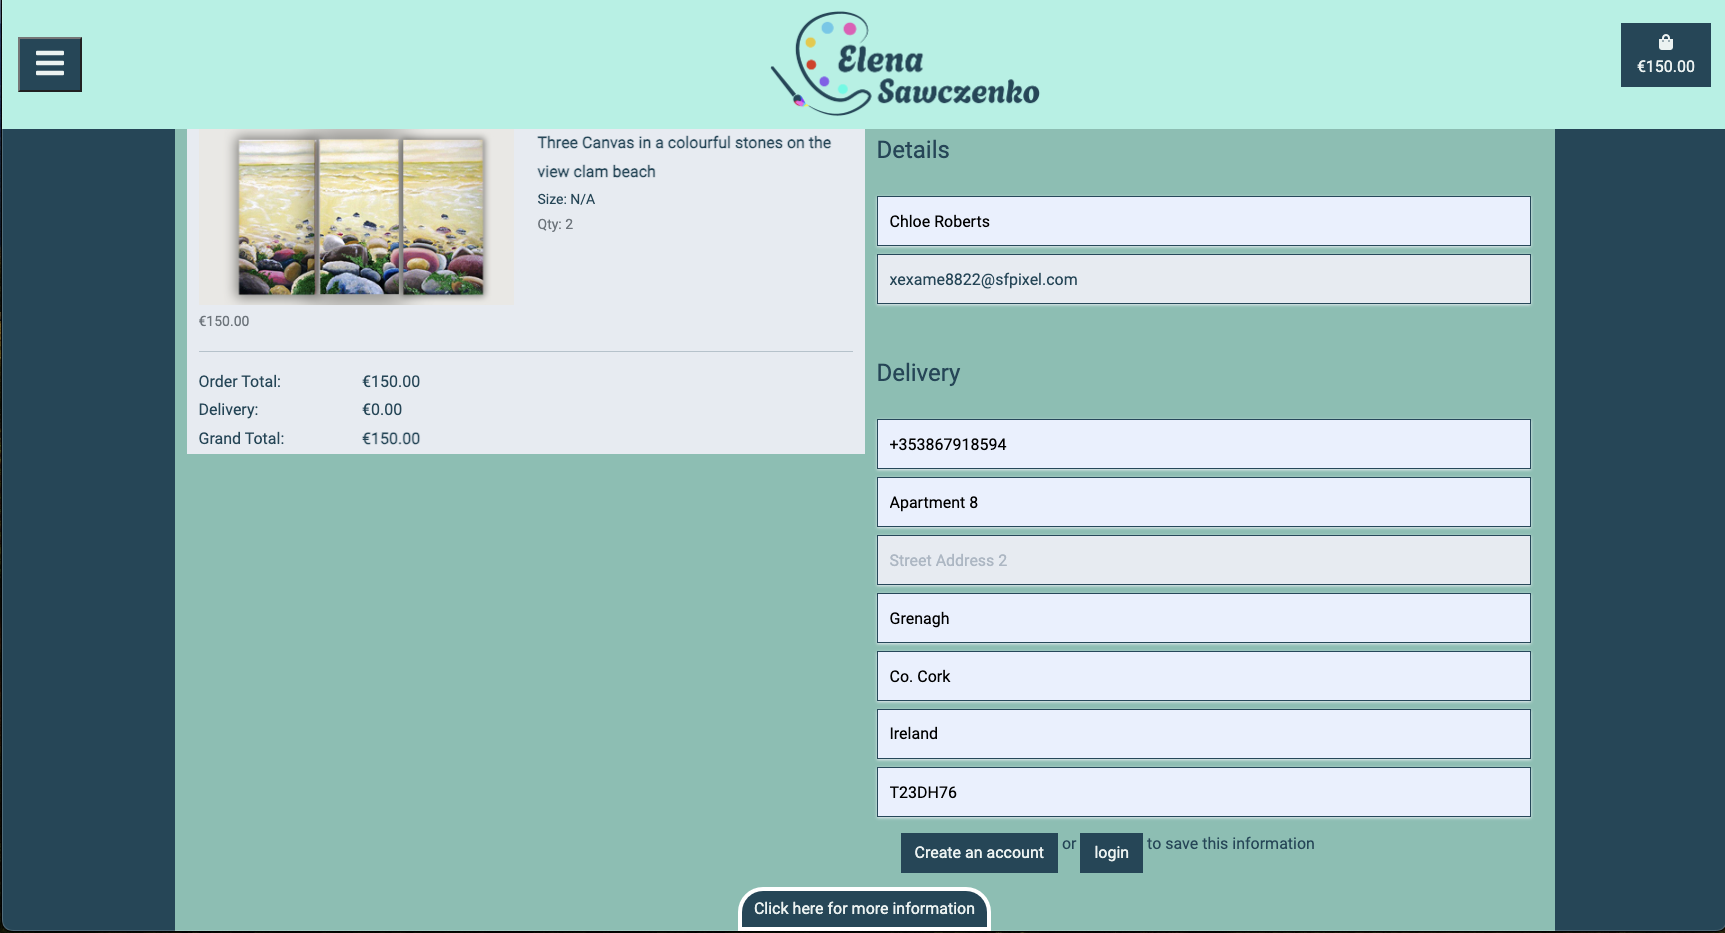 Elena
Sawczenko
€150.00
Three Canvas in a colourful stones on the
view clam beach
Size: N/A
Qty: 2
€150.00
Order Total: €150.00
Delivery: €0.00
Grand Total: €150.00
Details
Chloe Roberts
xexame8822@sfpixel.com
Delivery
+353867918594
Apartment 8
Street Address 2
Grenagh
Co. Cork
Ireland
T23DH76
Create an account or login to save this information
Click here for more information